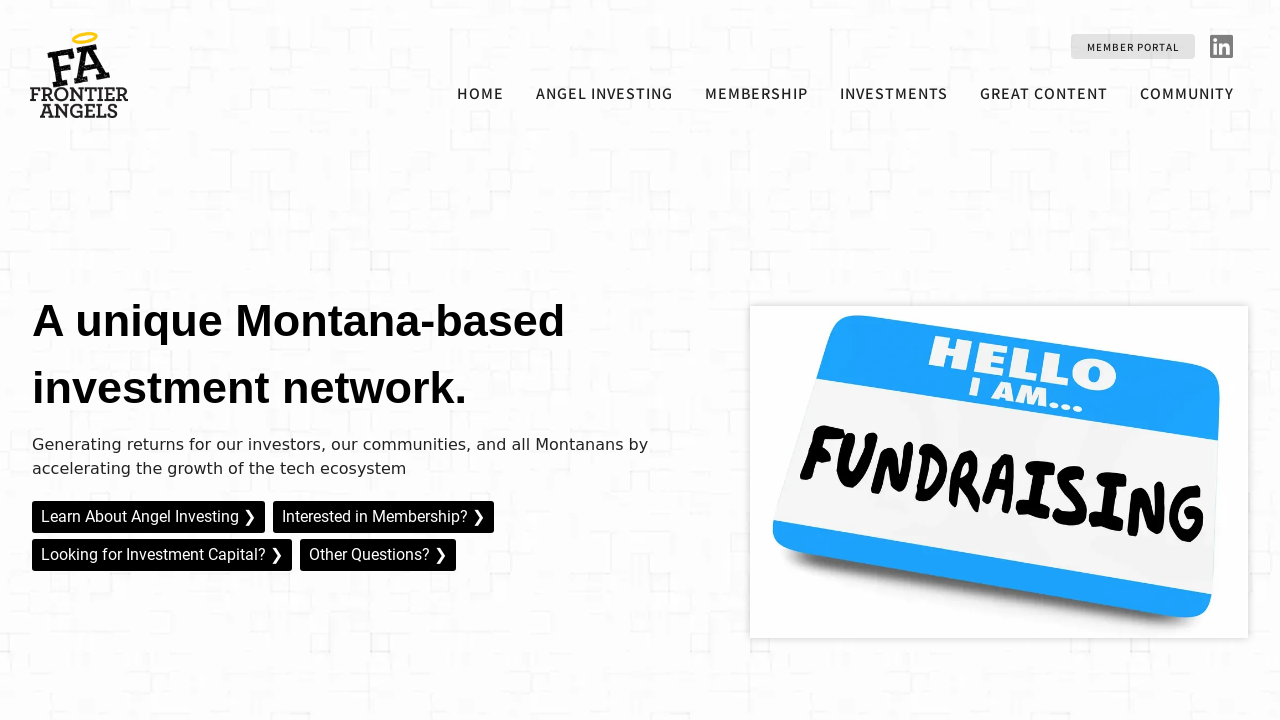 FA
FRONTIER
ANGELS
MEMBER PORTAL
in
HOME ANGEL INVESTING MEMBERSHIP INVESTMENTS GREAT CONTENT COMMUNITY
A unique Montana-based
investment network.
Generating returns for our investors, our communities, and all Montanans by
accelerating the growth of the tech ecosystem
Learn About Angel Investing ❯ Interested in Membership? ❯
Looking for Investment Capital? ❯ Other Questions? ❯
HELLO
I AM...
FUNDRAISING